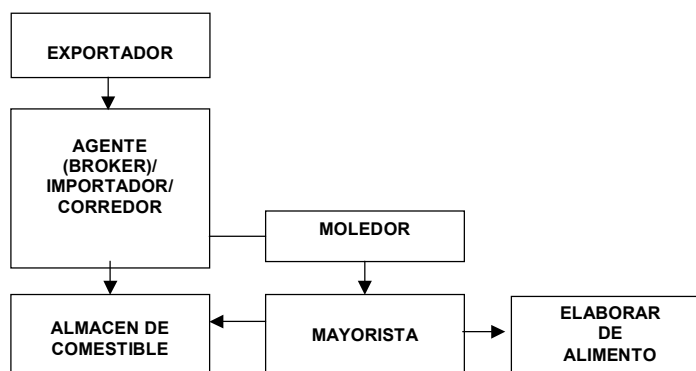 EXPORTADOR
AGENTE
(BROKER)/
IMPORTADOR/
CORREDOR
MOLEDOR
ALMACEN DE
COMESTIBLE
MAYORISTA
ELABORAR
DE
ALIMENTO